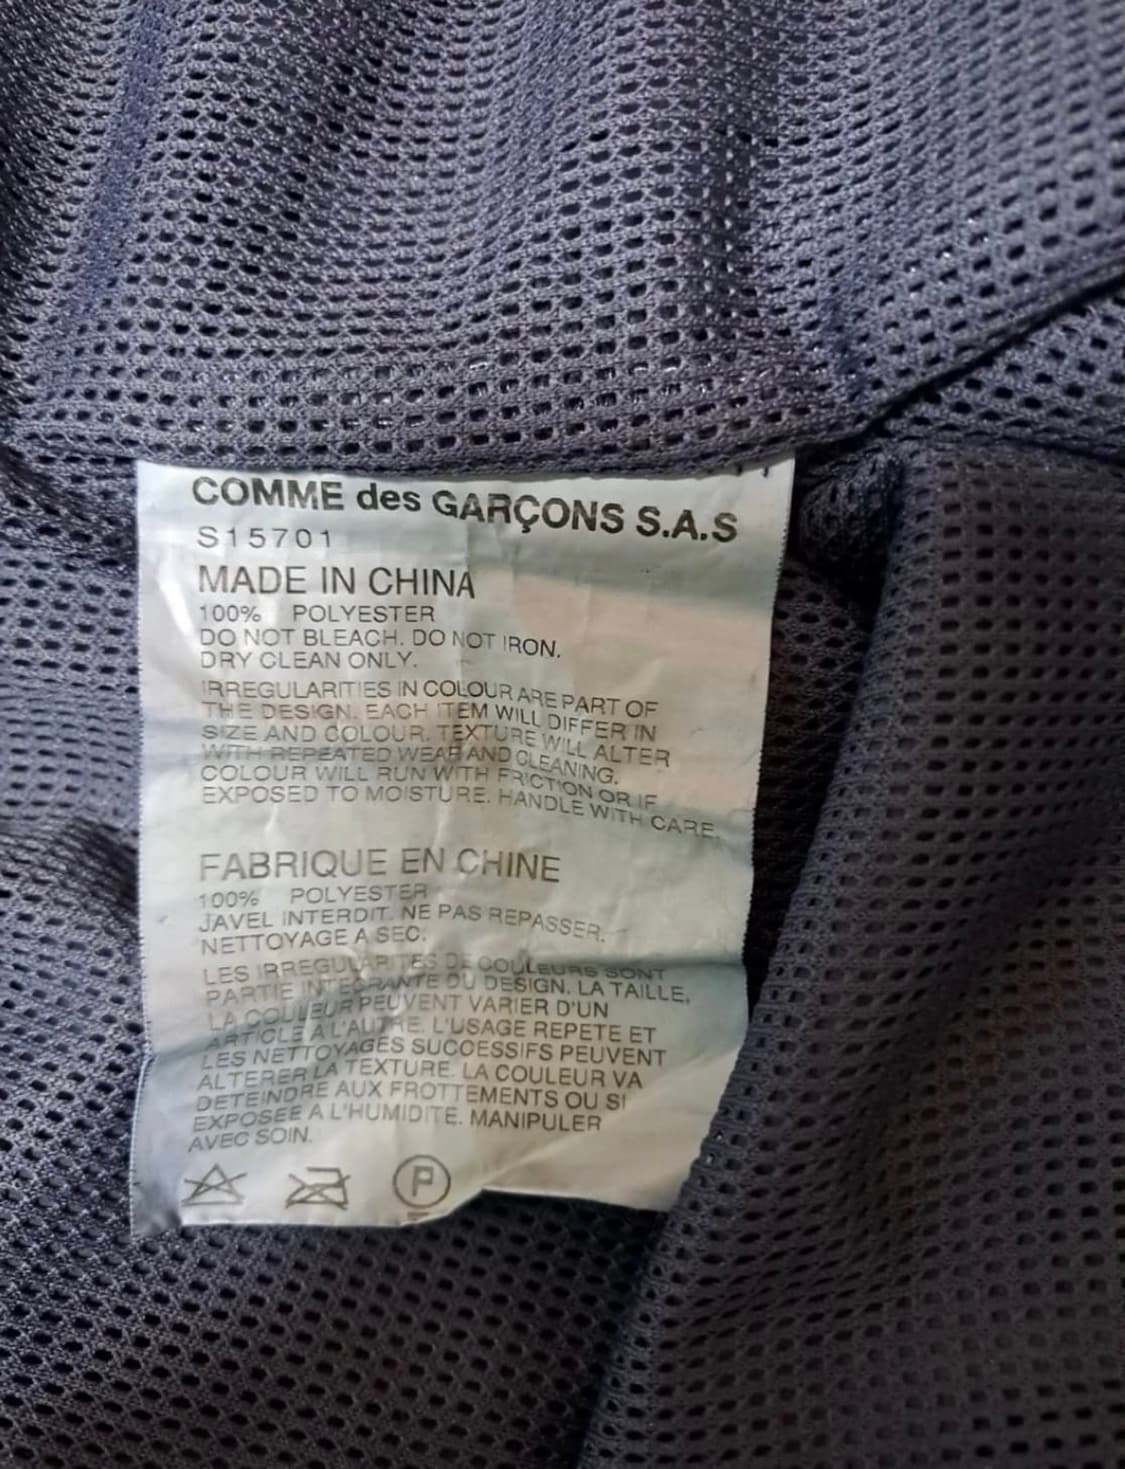 COMME des GARÇONS S.A.S
S15701
MADE IN CHINA
100% POLYESTER
DO NOT BLEACH. DO NOT IRON.
DRY CLEAN ONLY.
IRREGULARITIES IN COLOUR ARE PART OF
THE DESIGN. EACH ITEM WILL DIFFER IN
SIZE AND COLOUR. TEXTURE WILL ALTER
WITH REPEATED WEAR AND CLEANING.
COLOUR WILL RUN WITH FRICTION OR IF
EXPOSED TO MOISTURE. HANDLE WITH CARE.
FABRIQUE EN CHINE
100% POLYESTER
JAVEL INTERDIT. NE PAS REPASSER.
NETTOYAGE A SEC.
LES IRREGULARITES DE COULEURS SONT
PARTIE INTEGRANTE DU DESIGN. LA TAILLE,
LA COULEUR PEUVENT VARIER D'UN
ARTICLE A L'AUTRE. L'USAGE REPETE ET
LES NETTOYAGES SUCCESSIFS PEUVENT
ALTERER LA TEXTURE. LA COULEUR VA
DETEINDRE AUX FROTTEMENTS OU SI
EXPOSEE A L'HUMIDITE. MANIPULER
AVEC SOIN.
P